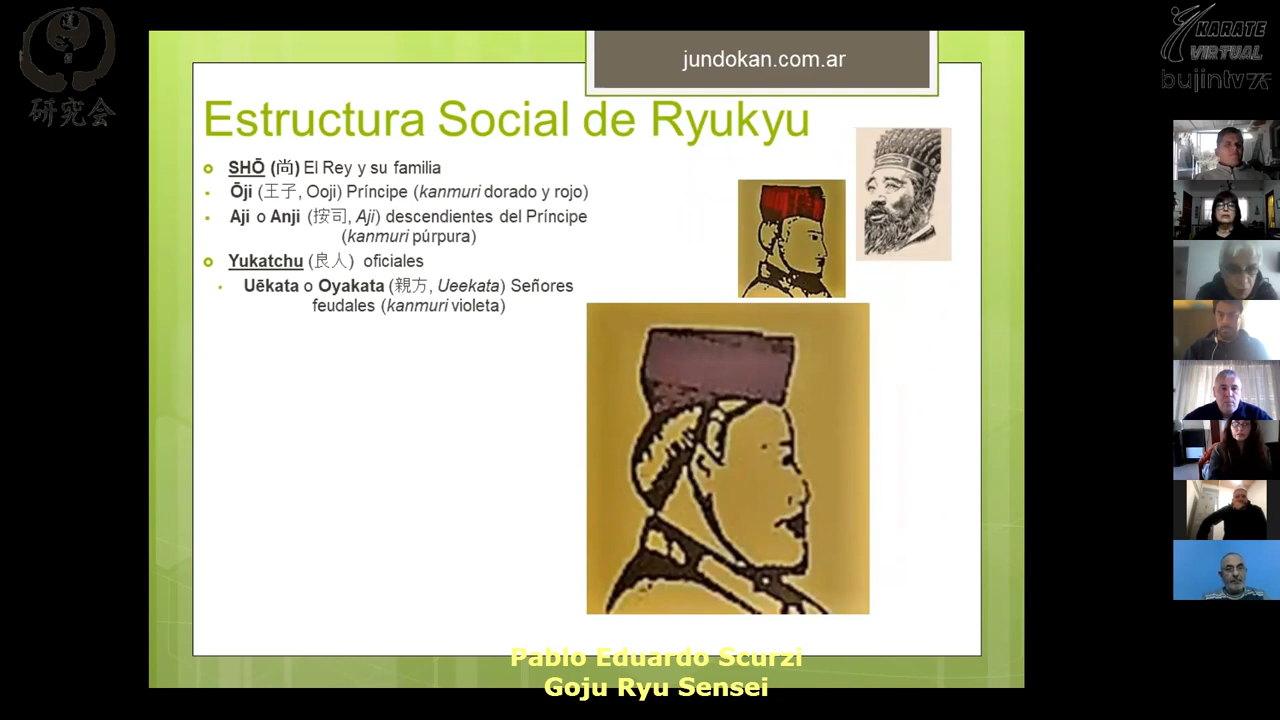 研究会
KARATE
VIRTUAL
bujintv
jundokan.com.ar
Estructura Social de Ryukyu
SHŌ (尚) El Rey y su familia
Ōji (王子, Ooji) Príncipe (kanmuri dorado y rojo)
Aji o Anji (按司, Aji) descendientes del Príncipe
(kanmuri púrpura)
Yukatchu (良人) oficiales
Uēkata o Oyakata (親方, Ueekata) Señores
feudales (kanmuri violeta)
Pablo Eduardo Scurzi
Goju Ryu Sensei